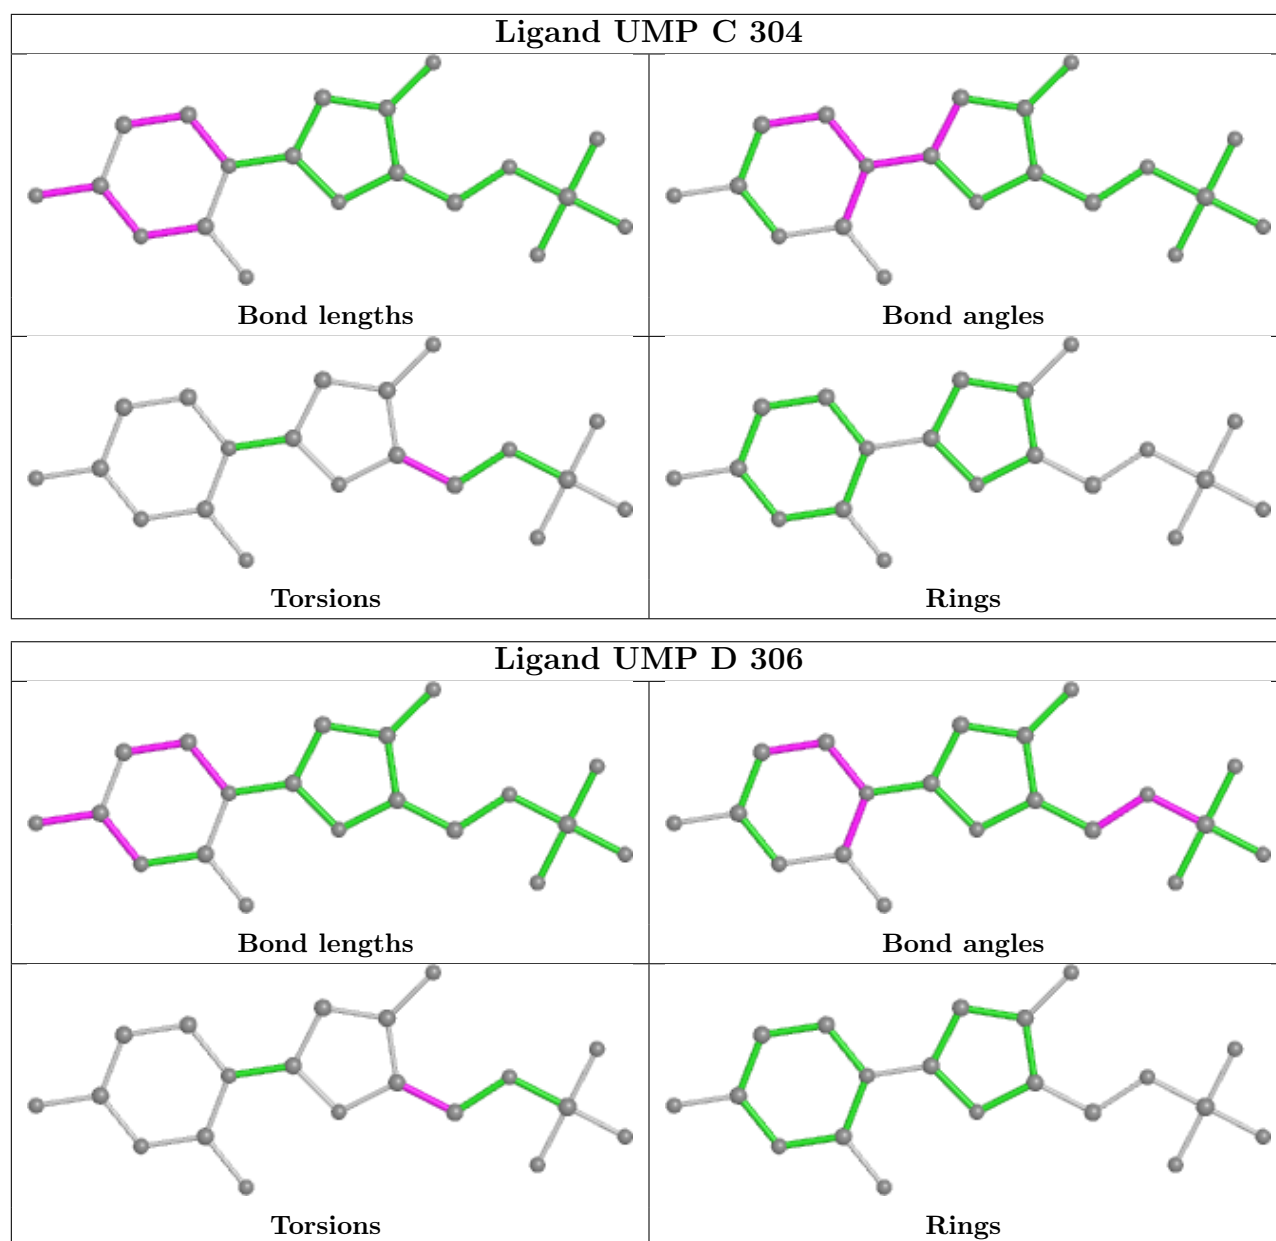 Ligand UMP C 304
Bond lengths
Bond angles
Torsions
Rings
Ligand UMP D 306
Bond lengths
Bond angles
Torsions
Rings